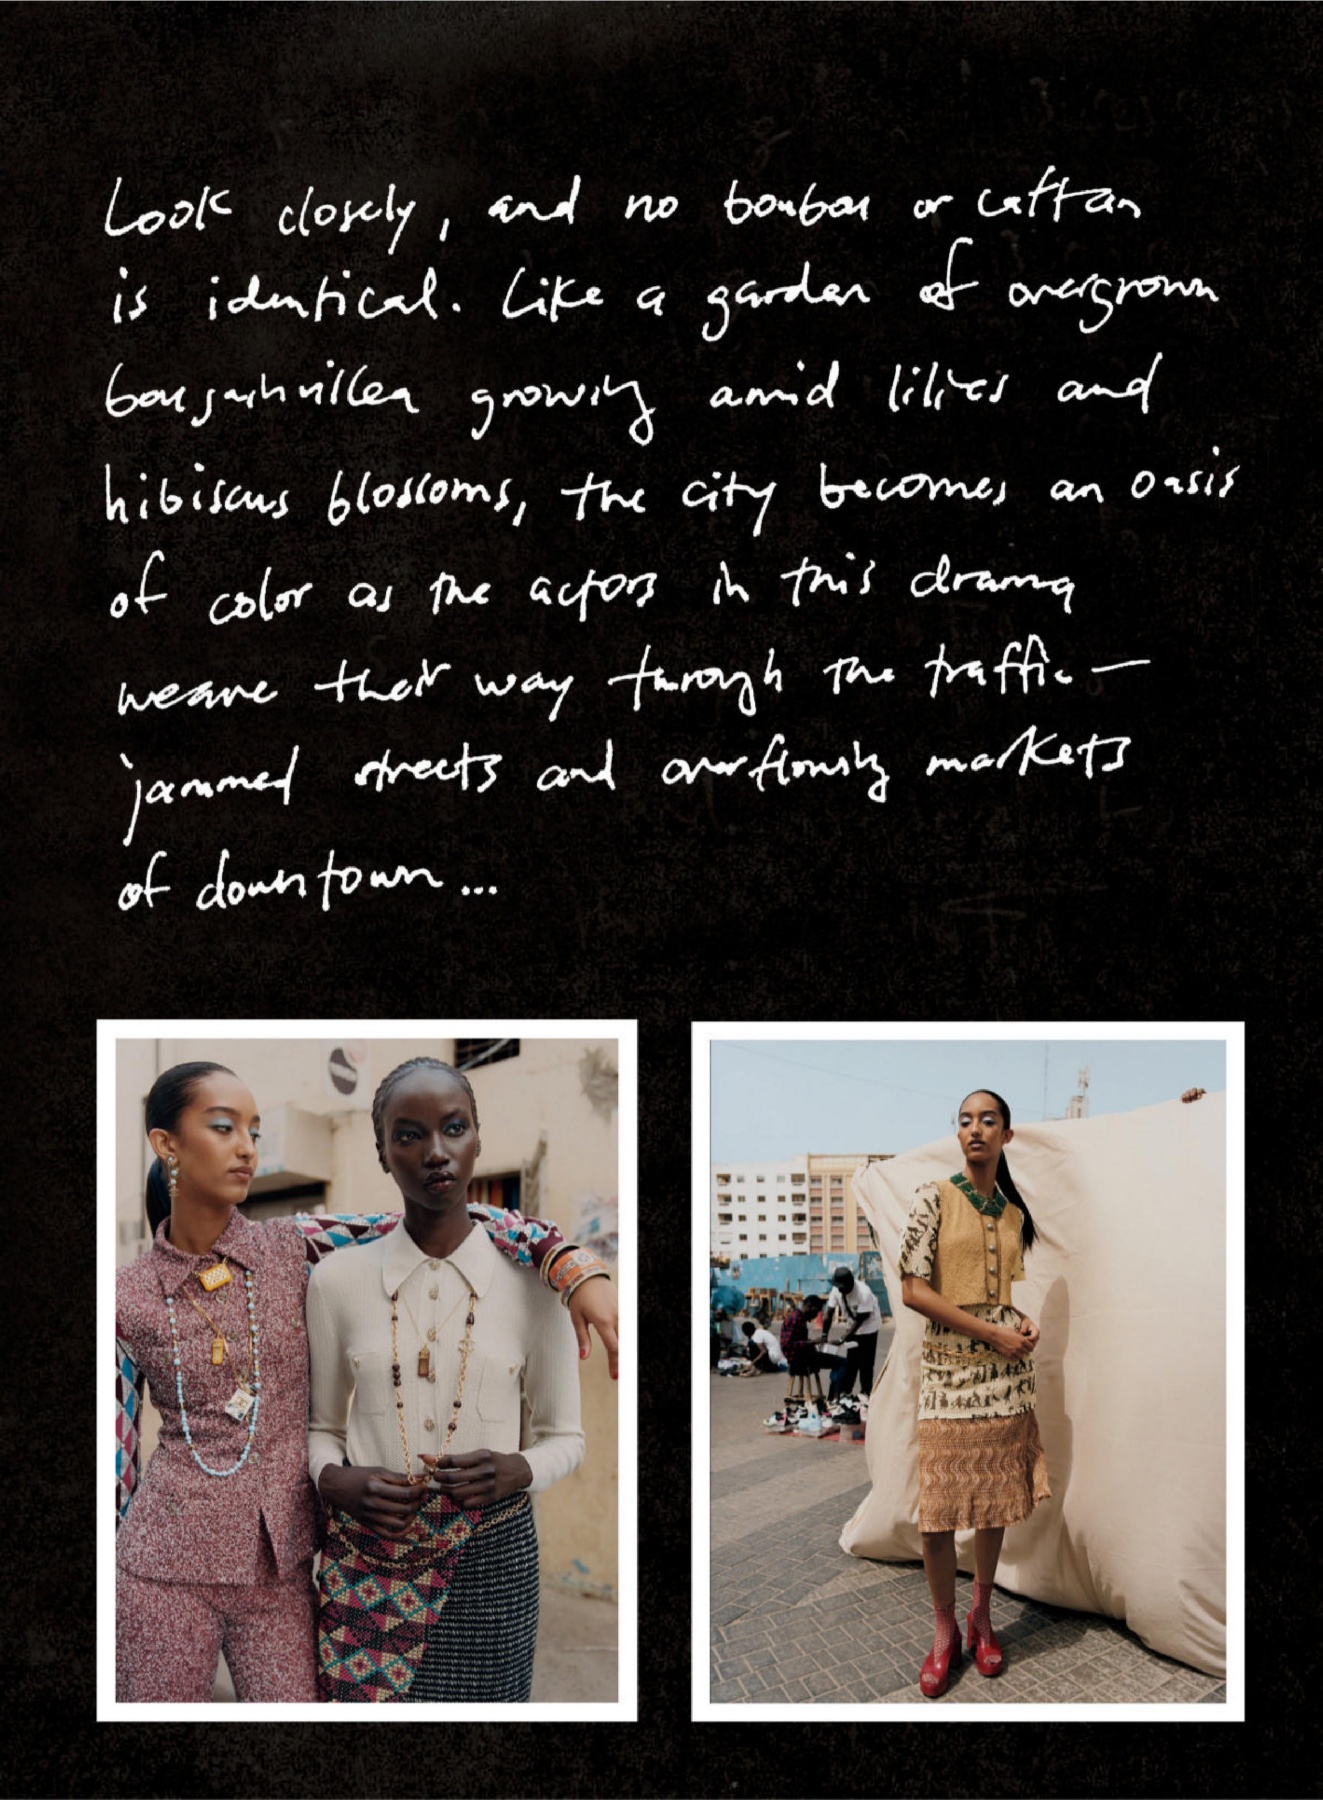 Look closely, and no boubou or caftan
is identical. Like a garden of overgrown
bougainvillea growing amid lilies and
hibiscus blossoms, the city becomes an oasis
of color as the actors in this drama
weave their way through the traffic—
jammed streets and overflowing markets
of downtown...